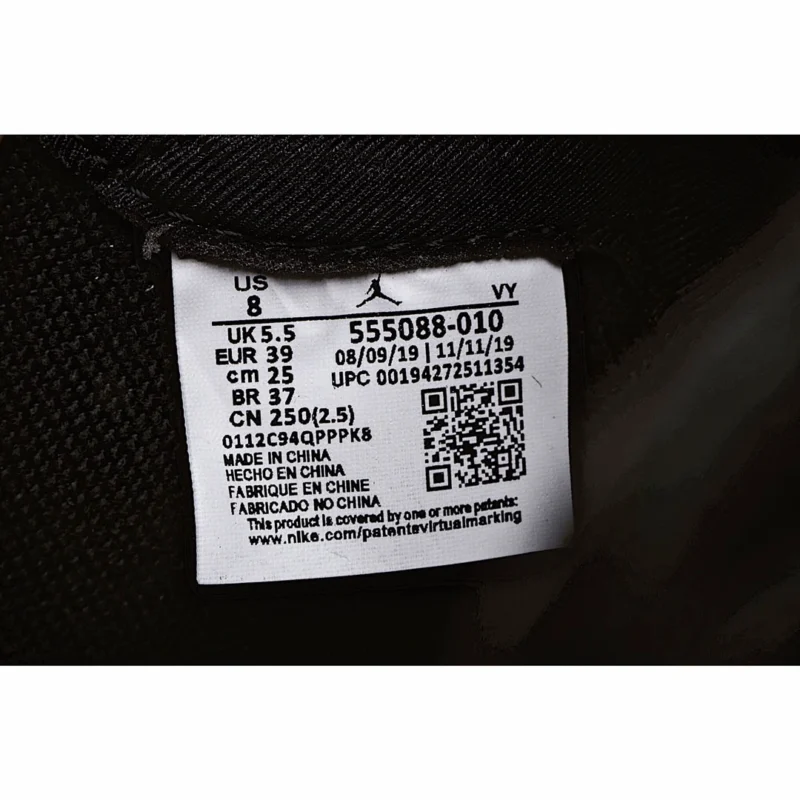 US
8
VY
UK 5.5
555088-010
EUR 39
08/09/19 | 11/11/19
cm 25
UPC 00194272511354
BR 37
CN 250(2.5)
0112C94QPPPK8
MADE IN CHINA
HECHO EN CHINA
FABRIQUE EN CHINE
FABRICADO NO CHINA
This product is covered by one or more patents:
www.nike.com/patentsvirtualmarking